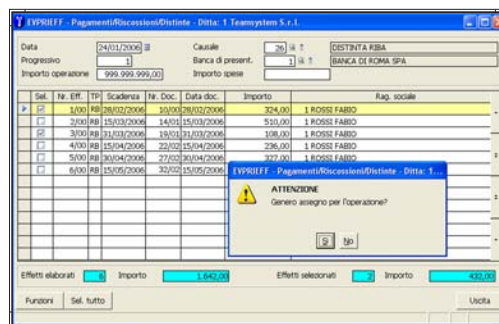 EVPRIEFF - Pagamenti/Riscossioni/Distinte - Ditta: 1 Teamsystem S.r.l.
Data 24/01/2006 Causale 26 DISTINTA RIBA
Progressivo 1 Banca di present. 1 BANCA DI ROMA SPA
Importo operazione 999.999.999,00 Importo spese
Sel. Nr. Eff. TP Scadenza Nr. Doc. Data doc. Importo Rag. sociale
1/00 RB 28/02/2006 10/00 28/02/2006 324,00 1 ROSSI FABIO
2/00 RB 15/03/2006 14/01 15/03/2006 510,00 1 ROSSI FABIO
3/00 RB 31/03/2006 19/01 31/03/2006 108,00 1 ROSSI FABIO
4/00 RB 15/04/2006 22/02 15/04/2006 236,00 1 ROSSI FABIO
5/00 RB 30/04/2006 27/02 30/04/2006 327,00 1 ROSSI FABIO
6/00 RB 15/05/2006 32/02 15/05/2006
EVPRIEFF - Pagamenti/Riscossioni/Distinte - Ditta: 1...
ATTENZIONE
Genero assegno per l'operazione?
Sì No
Effetti elaborati 6 Importo 1.642,00 Effetti selezionati 2 Importo 432,00
Funzioni Sel. tutto Uscita